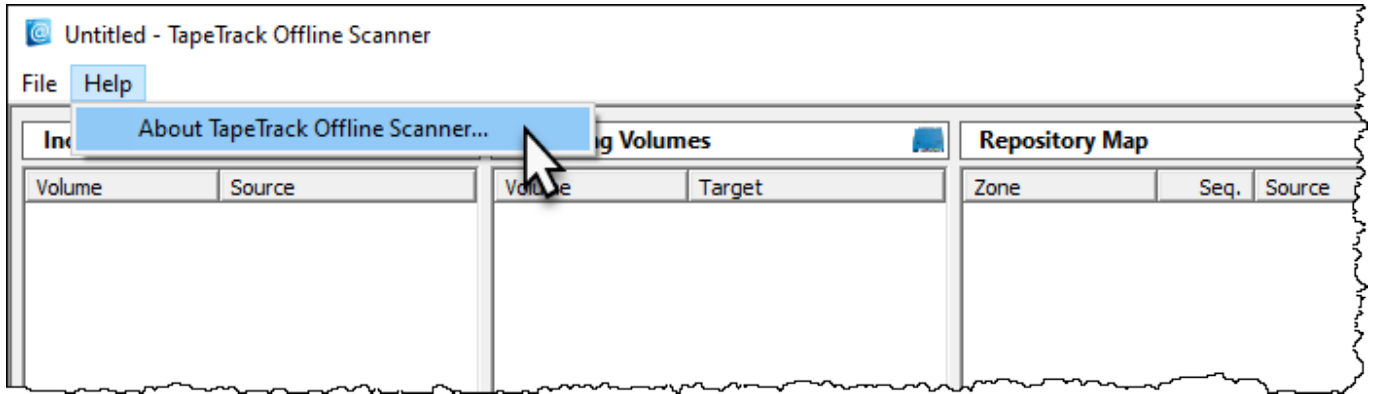 Untitled - TapeTrack Offline Scanner
File Help
About TapeTrack Offline Scanner...
Volumes Repository Map
Volume Source Target Zone Seq. Source